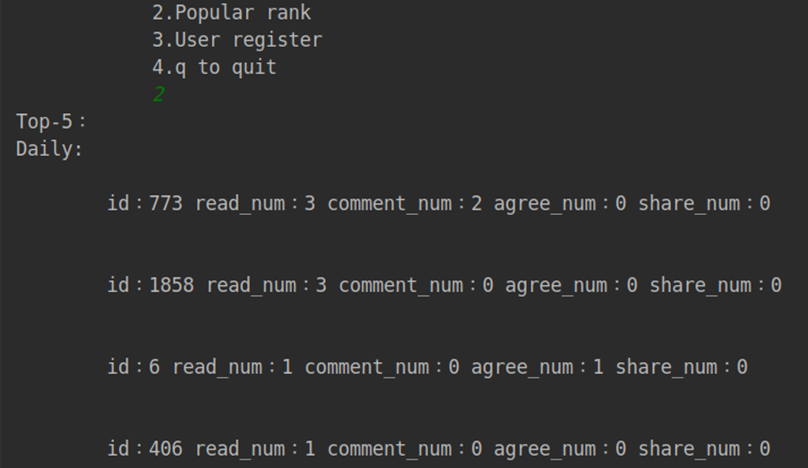 2.Popular rank
3.User register
4.q to quit
2
Top-5：
Daily:
id：773 read_num：3 comment_num：2 agree_num：0 share_num：0
id：1858 read_num：3 comment_num：0 agree_num：0 share_num：0
id：6 read_num：1 comment_num：0 agree_num：1 share_num：0
id：406 read_num：1 comment_num：0 agree_num：0 share_num：0